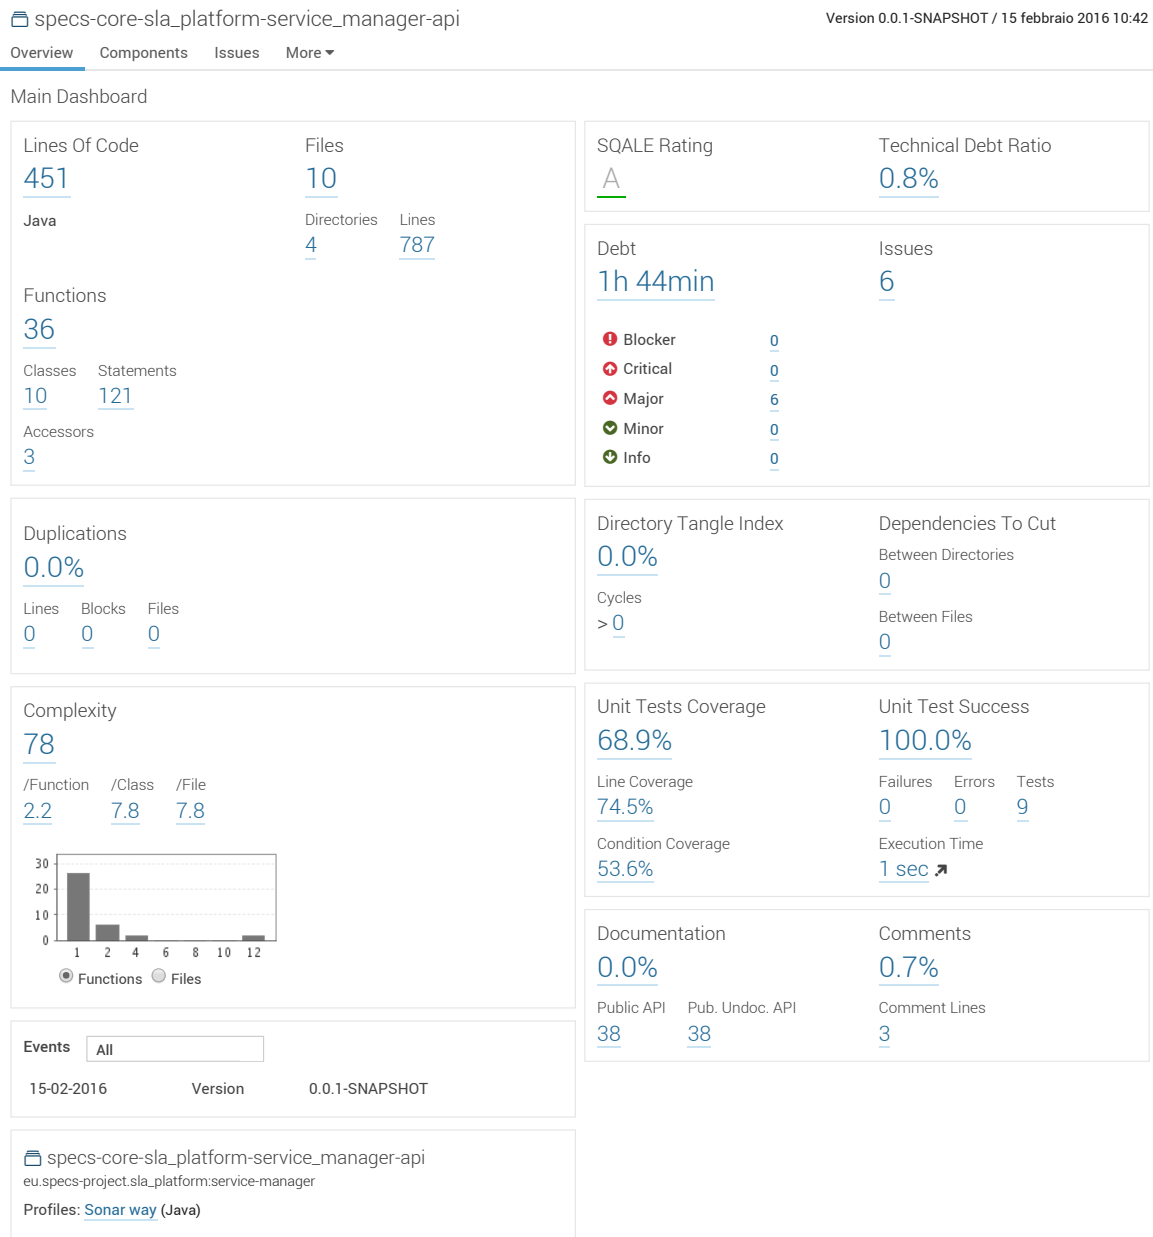 specs-core-sla_platform-service_manager-api
Version 0.0.1-SNAPSHOT / 15 febbraio 2016 10:42
Overview Components Issues More
Main Dashboard
Lines Of Code Files
451 10
Java
Directories Lines
4 787
Functions
36
Classes Statements
10 121
Accessors
3
Duplications
0.0%
Lines Blocks Files
0 0 0
Complexity
78
/Function /Class /File
2.2 7.8 7.8
30
20
10
0
1 2 4 6 8 10 12
Functions Files
Events All
15-02-2016 Version 0.0.1-SNAPSHOT
specs-core-sla_platform-service_manager-api
eu.specs-project.sla_platform:service-manager
Profiles: Sonar way (Java)
SQALE Rating Technical Debt Ratio
A 0.8%
Debt Issues
1h 44min 6
Blocker 0
Critical 0
Major 6
Minor 0
Info 0
Directory Tangle Index Dependencies To Cut
0.0%
Between Directories
0
Cycles
> 0
Between Files
0
Unit Tests Coverage Unit Test Success
68.9% 100.0%
Line Coverage Failures Errors Tests
74.5% 0 0 9
Condition Coverage Execution Time
53.6% 1 sec
Documentation Comments
0.0% 0.7%
Public API Pub. Undoc. API Comment Lines
38 38 3